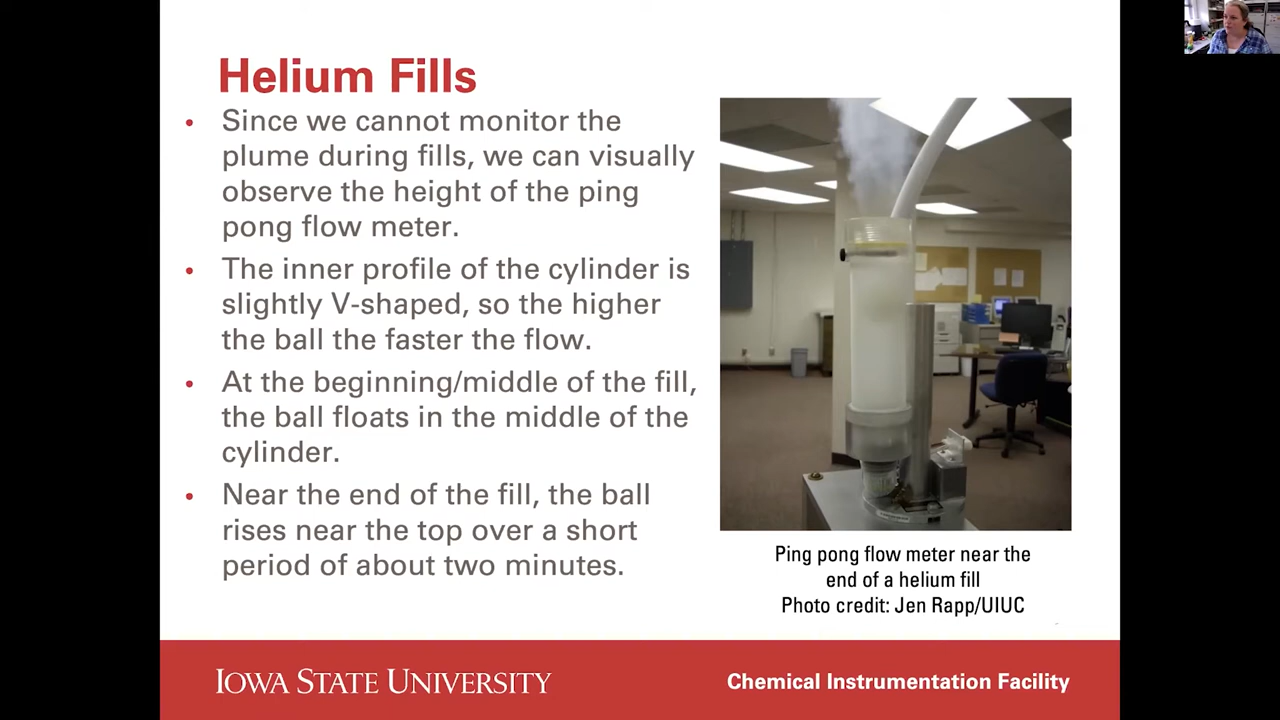 Helium Fills
• Since we cannot monitor the
plume during fills, we can visually
observe the height of the ping
pong flow meter.
• The inner profile of the cylinder is
slightly V-shaped, so the higher
the ball the faster the flow.
• At the beginning/middle of the fill,
the ball floats in the middle of the
cylinder.
• Near the end of the fill, the ball
rises near the top over a short
period of about two minutes.
Ping pong flow meter near the
end of a helium fill
Photo credit: Jen Rapp/UIUC
IOWA STATE UNIVERSITY
Chemical Instrumentation Facility